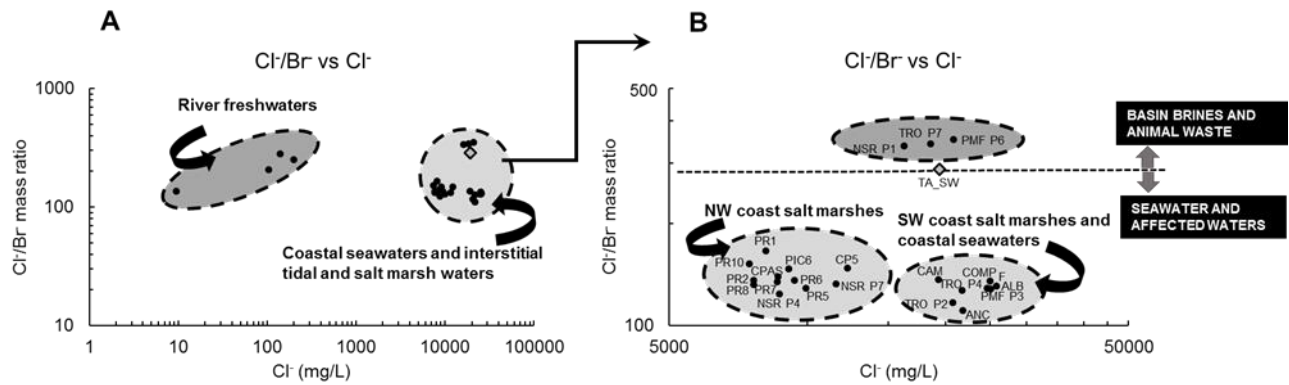 A
Cl-/Br- vs Cl-
Cl-/Br- mass ratio
1000
100
10
1
10
100
1000
10000
100000
Cl- (mg/L)
River freshwaters
Coastal seawaters and interstitial
tidal and salt marsh waters
B
Cl-/Br- vs Cl-
Cl-/Br- mass ratio
500
100
5000
50000
Cl- (mg/L)
TRO P7
NSR P1
PMF P6
TA_SW
BASIN BRINES AND
ANIMAL WASTE
SEAWATER AND
AFFECTED WATERS
NW coast salt marshes
PR1
PR10
PIC6
CP5
CPAS
PR2
PR6
PR8
PR7
PR5
NSR P7
NSR P4
SW coast salt marshes and
coastal seawaters
CAM
COMP
F
TRO P4
ALB
PMF P3
TRO P2
ANC